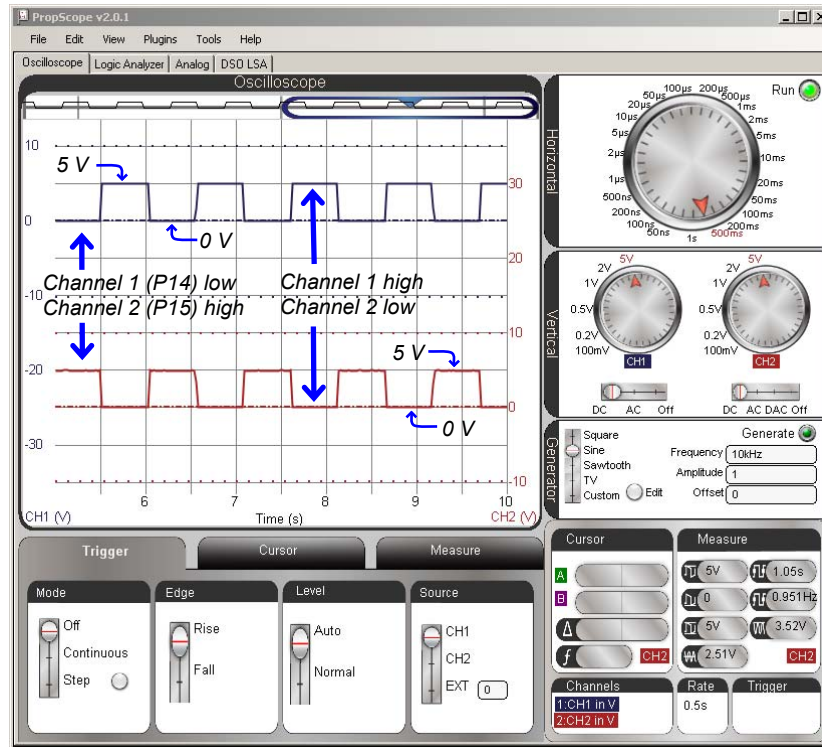 PropScope v2.0.1
File Edit View Plugins Tools Help
Oscilloscope Logic Analyzer Analog DSO LSA
Oscilloscope
10
0
-10
-20
-30
30
20
10
0
-10
5 V
0 V
Channel 1 (P14) low
Channel 2 (P15) high
Channel 1 high
Channel 2 low
5 V
0 V
6 7 8 9 10
CH1 (V) Time (s) CH2 (V)
Horizontal
Run
50ns
100ns
200ns
500ns
1µs
2µs
5µs
10µs
20µs
50µs
100µs
200µs
500µs
1ms
2ms
5ms
10ms
20ms
50ms
100ms
200ms
500ms
1s
Vertical
5V
2V
1V
0.5V
0.2V
100mV
CH1
DC AC Off
5V
2V
1V
0.5V
0.2V
100mV
CH2
DC AC DAC Off
Generator
Square
Sine
Sawtooth
TV
Custom Edit
Generate
Frequency 10kHz
Amplitude 1
Offset 0
Trigger Cursor Measure
Mode
Off
Continuous
Step
Edge
Rise
Fall
Level
Auto
Normal
Source
CH1
CH2
EXT 0
Cursor
A
B
Δ
f CH2
Measure
5V 1.05s
0 0.951Hz
5V 3.52V
2.51V CH2
Channels
1:CH1 in V
2:CH2 in V
Rate
0.5s
Trigger